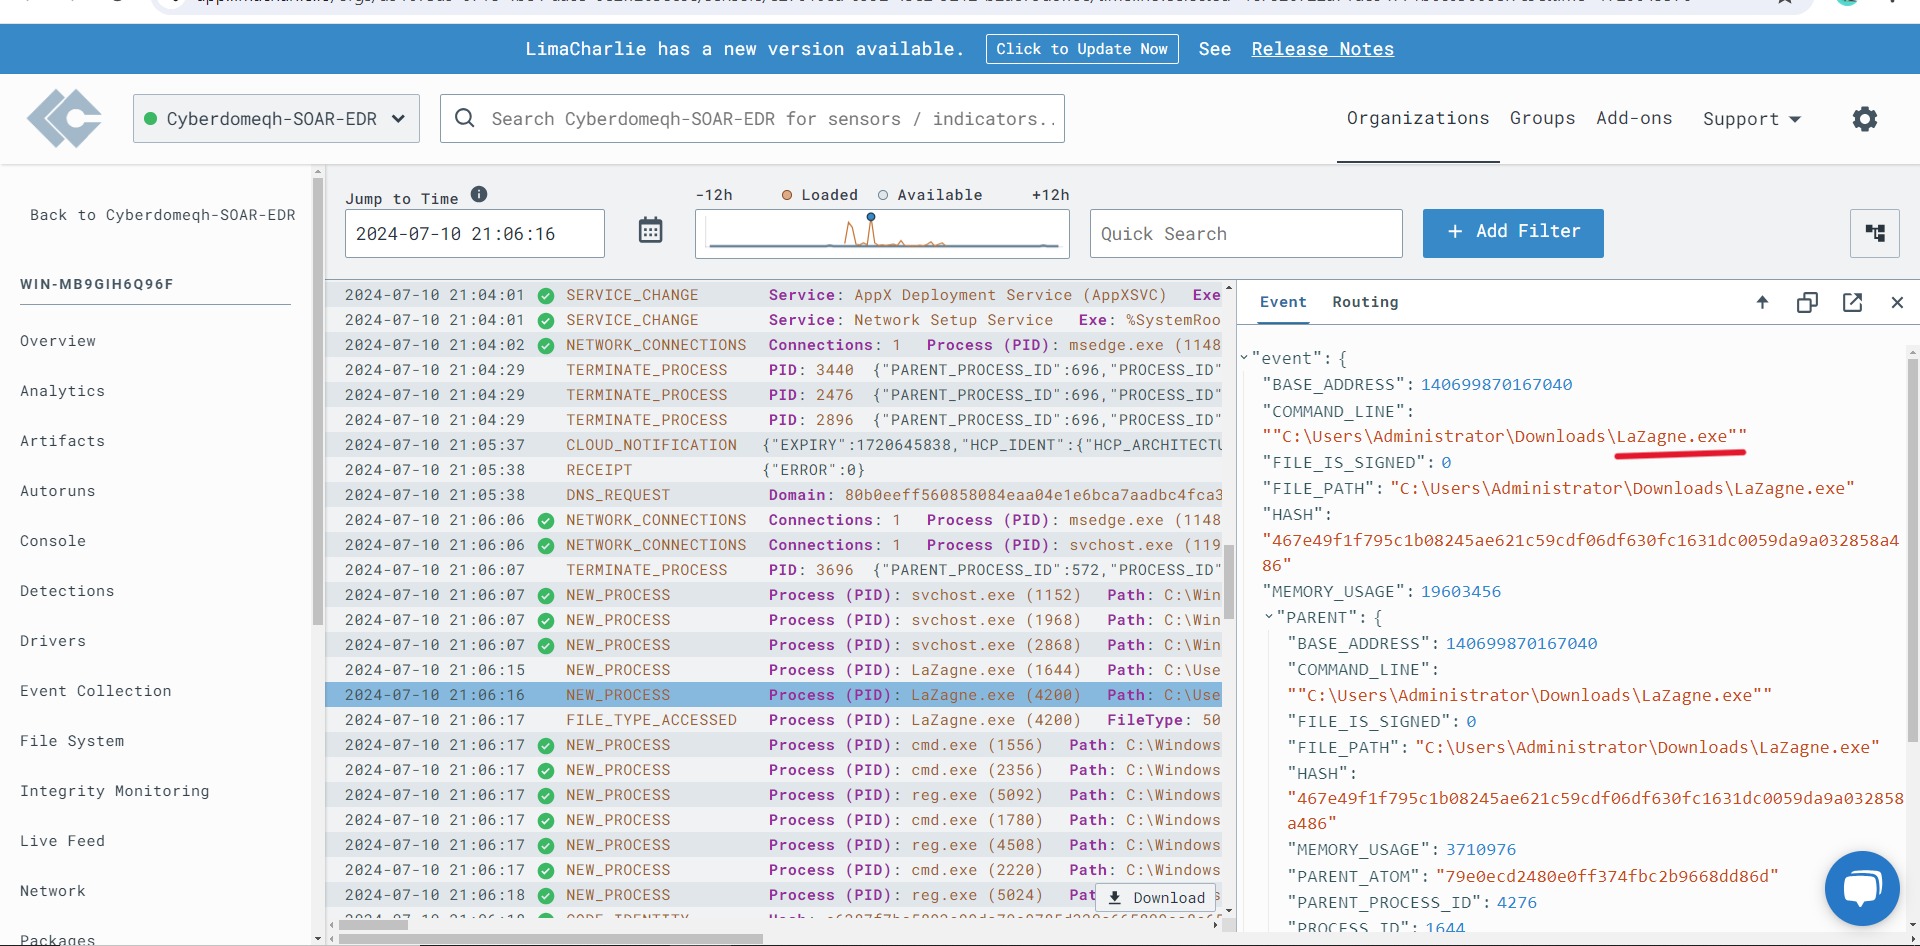 LimaCharlie has a new version available. Click to Update Now See Release Notes
Cyberdomeqh-SOAR-EDR
Search Cyberdomeqh-SOAR-EDR for sensors / indicators..
Organizations Groups Add-ons Support
Back to Cyberdomeqh-SOAR-EDR
WIN-MB9GIH6Q96F
Overview
Analytics
Artifacts
Autoruns
Console
Detections
Drivers
Event Collection
File System
Integrity Monitoring
Live Feed
Network
Packages
Jump to Time
2024-07-10 21:06:16
-12h Loaded Available +12h
Quick Search
+ Add Filter
2024-07-10 21:04:01 SERVICE_CHANGE Service: AppX Deployment Service (AppXSVC) Exe
2024-07-10 21:04:01 SERVICE_CHANGE Service: Network Setup Service Exe: %SystemRoo
2024-07-10 21:04:02 NETWORK_CONNECTIONS Connections: 1 Process (PID): msedge.exe (1148
2024-07-10 21:04:29 TERMINATE_PROCESS PID: 3440 {"PARENT_PROCESS_ID":696,"PROCESS_ID"
2024-07-10 21:04:29 TERMINATE_PROCESS PID: 2476 {"PARENT_PROCESS_ID":696,"PROCESS_ID"
2024-07-10 21:04:29 TERMINATE_PROCESS PID: 2896 {"PARENT_PROCESS_ID":696,"PROCESS_ID"
2024-07-10 21:05:37 CLOUD_NOTIFICATION {"EXPIRY":1720645838,"HCP_IDENT":{"HCP_ARCHITECTU
2024-07-10 21:05:38 RECEIPT {"ERROR":0}
2024-07-10 21:05:38 DNS_REQUEST Domain: 80b0eeff560858084eaa04e1e6bca7aadbc4fca3
2024-07-10 21:06:06 NETWORK_CONNECTIONS Connections: 1 Process (PID): msedge.exe (1148
2024-07-10 21:06:06 NETWORK_CONNECTIONS Connections: 1 Process (PID): svchost.exe (119
2024-07-10 21:06:07 TERMINATE_PROCESS PID: 3696 {"PARENT_PROCESS_ID":572,"PROCESS_ID"
2024-07-10 21:06:07 NEW_PROCESS Process (PID): svchost.exe (1152) Path: C:\Win
2024-07-10 21:06:07 NEW_PROCESS Process (PID): svchost.exe (1968) Path: C:\Win
2024-07-10 21:06:07 NEW_PROCESS Process (PID): svchost.exe (2868) Path: C:\Win
2024-07-10 21:06:15 NEW_PROCESS Process (PID): LaZagne.exe (1644) Path: C:\Use
2024-07-10 21:06:16 NEW_PROCESS Process (PID): LaZagne.exe (4200) Path: C:\Use
2024-07-10 21:06:17 FILE_TYPE_ACCESSED Process (PID): LaZagne.exe (4200) FileType: 50
2024-07-10 21:06:17 NEW_PROCESS Process (PID): cmd.exe (1556) Path: C:\Windows
2024-07-10 21:06:17 NEW_PROCESS Process (PID): cmd.exe (2356) Path: C:\Windows
2024-07-10 21:06:17 NEW_PROCESS Process (PID): reg.exe (5092) Path: C:\Windows
2024-07-10 21:06:17 NEW_PROCESS Process (PID): cmd.exe (1780) Path: C:\Windows
2024-07-10 21:06:17 NEW_PROCESS Process (PID): reg.exe (4508) Path: C:\Windows
2024-07-10 21:06:17 NEW_PROCESS Process (PID): cmd.exe (2220) Path: C:\Windows
2024-07-10 21:06:18 NEW_PROCESS Process (PID): reg.exe (5024) Pat
Download
Event Routing
"event": {
"BASE_ADDRESS": 140699870167040
"COMMAND_LINE":
""C:\Users\Administrator\Downloads\LaZagne.exe""
"FILE_IS_SIGNED": 0
"FILE_PATH": "C:\Users\Administrator\Downloads\LaZagne.exe"
"HASH":
"467e49f1f795c1b08245ae621c59cdf06df630fc1631dc0059da9a032858a4
86"
"MEMORY_USAGE": 19603456
"PARENT": {
"BASE_ADDRESS": 140699870167040
"COMMAND_LINE":
""C:\Users\Administrator\Downloads\LaZagne.exe""
"FILE_IS_SIGNED": 0
"FILE_PATH": "C:\Users\Administrator\Downloads\LaZagne.exe"
"HASH":
"467e49f1f795c1b08245ae621c59cdf06df630fc1631dc0059da9a032858
a486"
"MEMORY_USAGE": 3710976
"PARENT_ATOM": "79e0ecd2480e0ff374fbc2b9668dd86d"
"PARENT_PROCESS_ID": 4276
"PROCESS_ID": 1644